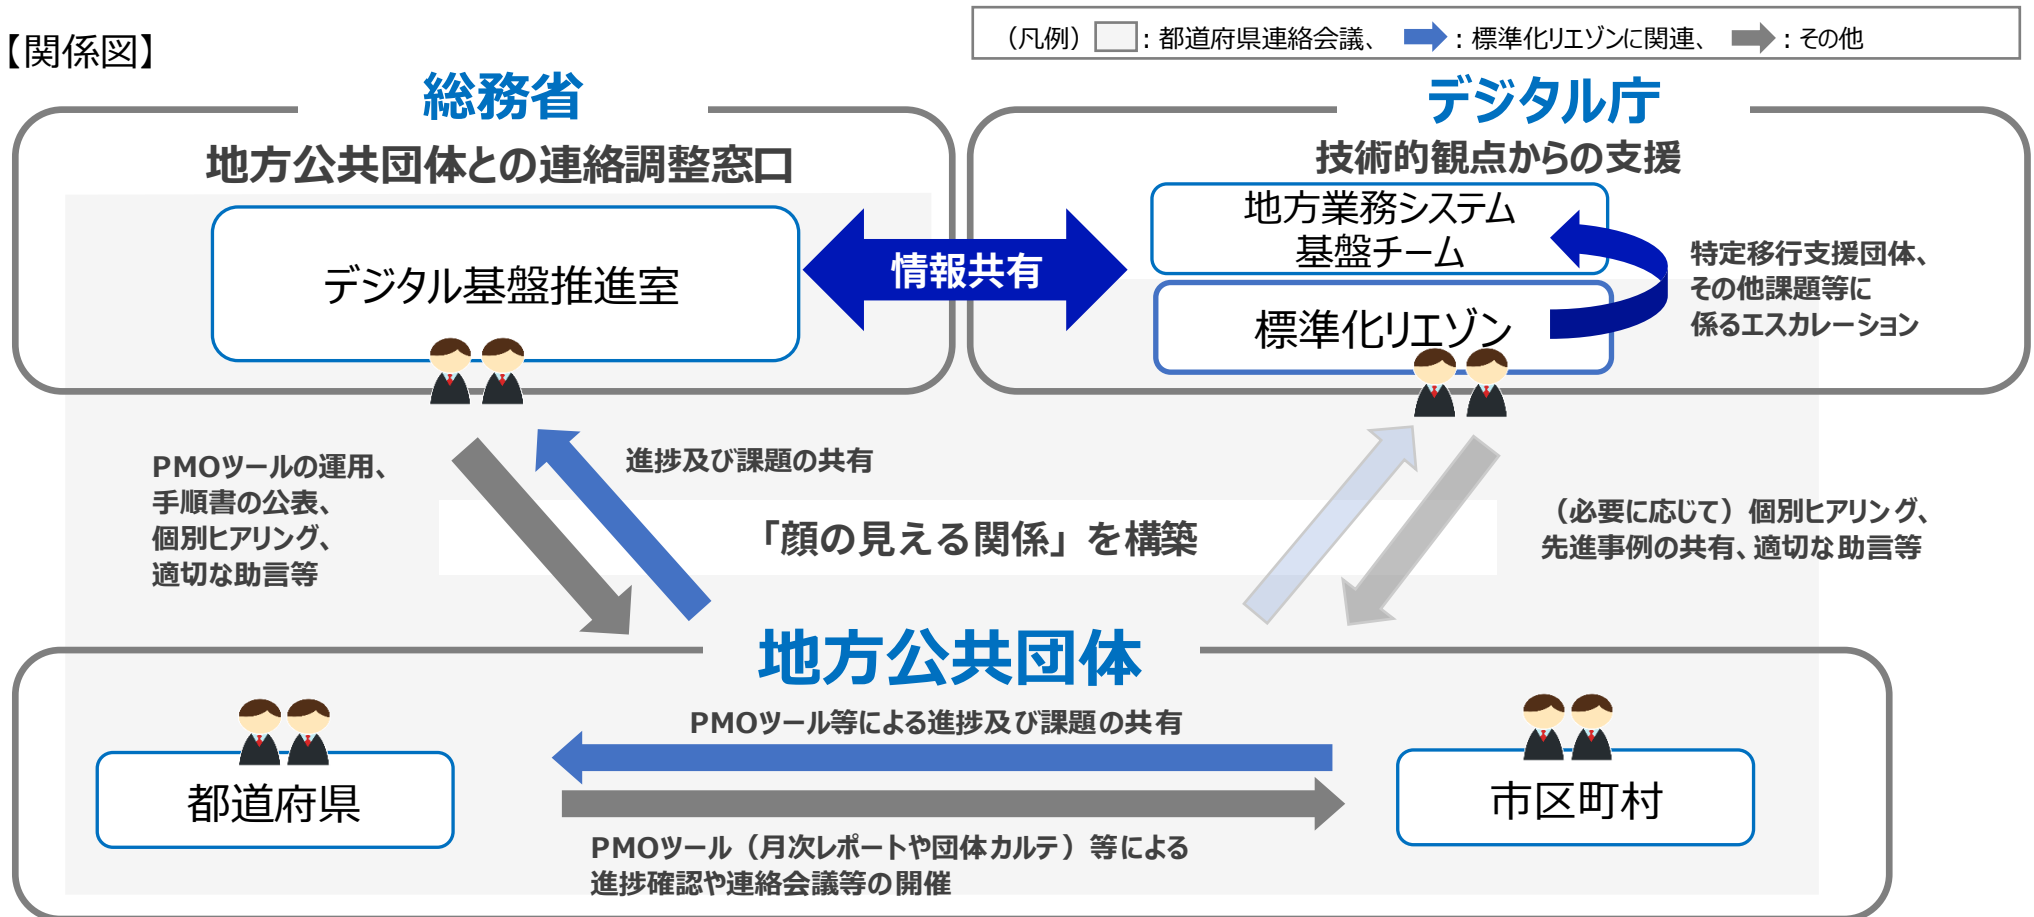 【関係図】
(凡例) : 都道府県連絡会議、 : 標準化リエゾンに関連、 : その他
総務省
地方公共団体との連絡調整窓口
デジタル基盤推進室
情報共有
デジタル庁
技術的観点からの支援
地方業務システム
基盤チーム
標準化リエゾン
特定移行支援団体、
その他課題等に
係るエスカレーション
PMOツールの運用、
手順書の公表、
個別ヒアリング、
適切な助言等
進捗及び課題の共有
「顔の見える関係」を構築
（必要に応じて）個別ヒアリング、
先進事例の共有、適切な助言等
地方公共団体
PMOツール等による進捗及び課題の共有
都道府県
市区町村
PMOツール（月次レポートや団体カルテ）等による
進捗確認や連絡会議等の開催